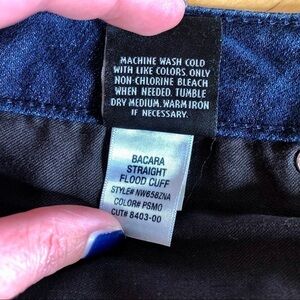 MACHINE WASH COLD
WITH LIKE COLORS. ONLY
NON-CHLORINE BLEACH
WHEN NEEDED. TUMBLE
DRY MEDIUM. WARM IRON
IF NECESSARY.
BACARA
STRAIGHT
FLOOD CUFF
STYLE# NW658ZNA
COLOR# PSMO
CUT# 8403-00